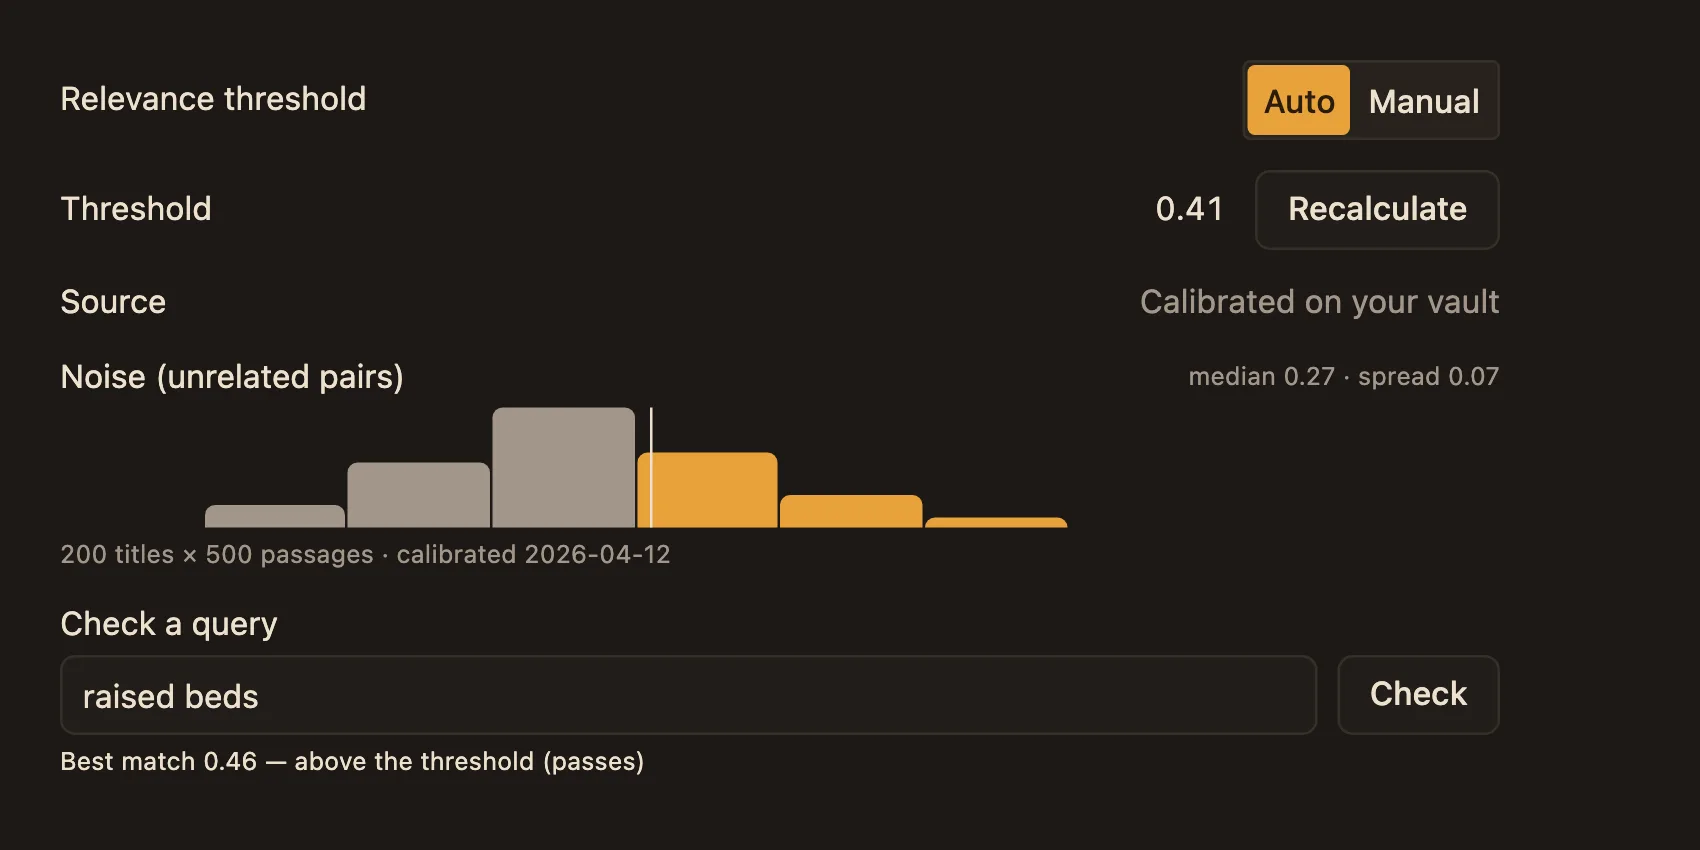 Relevance threshold
Auto Manual
Threshold
0.41 Recalculate
Source
Calibrated on your vault
Noise (unrelated pairs)
median 0.27 · spread 0.07
200 titles × 500 passages · calibrated 2026-04-12
Check a query
raised beds
Check
Best match 0.46 — above the threshold (passes)